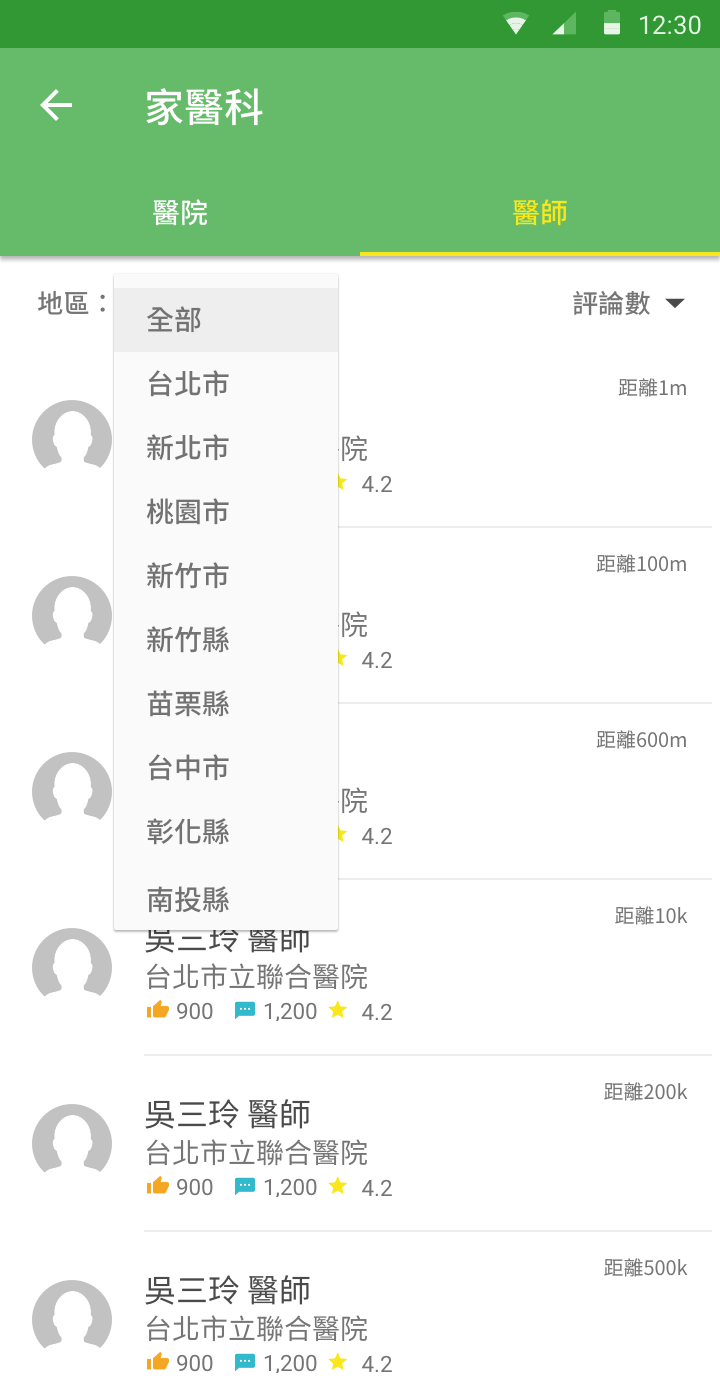 12:30
家醫科
醫院 醫師
地區： 評論數
全部
台北市
新北市
桃園市
新竹市
新竹縣
苗栗縣
台中市
彰化縣
南投縣
距離1m
院
4.2
距離100m
院
4.2
距離600m
院
4.2
距離10k
吳三玲 醫師
台北市立聯合醫院
900 1,200 4.2
距離200k
吳三玲 醫師
台北市立聯合醫院
900 1,200 4.2
距離500k
吳三玲 醫師
台北市立聯合醫院
900 1,200 4.2